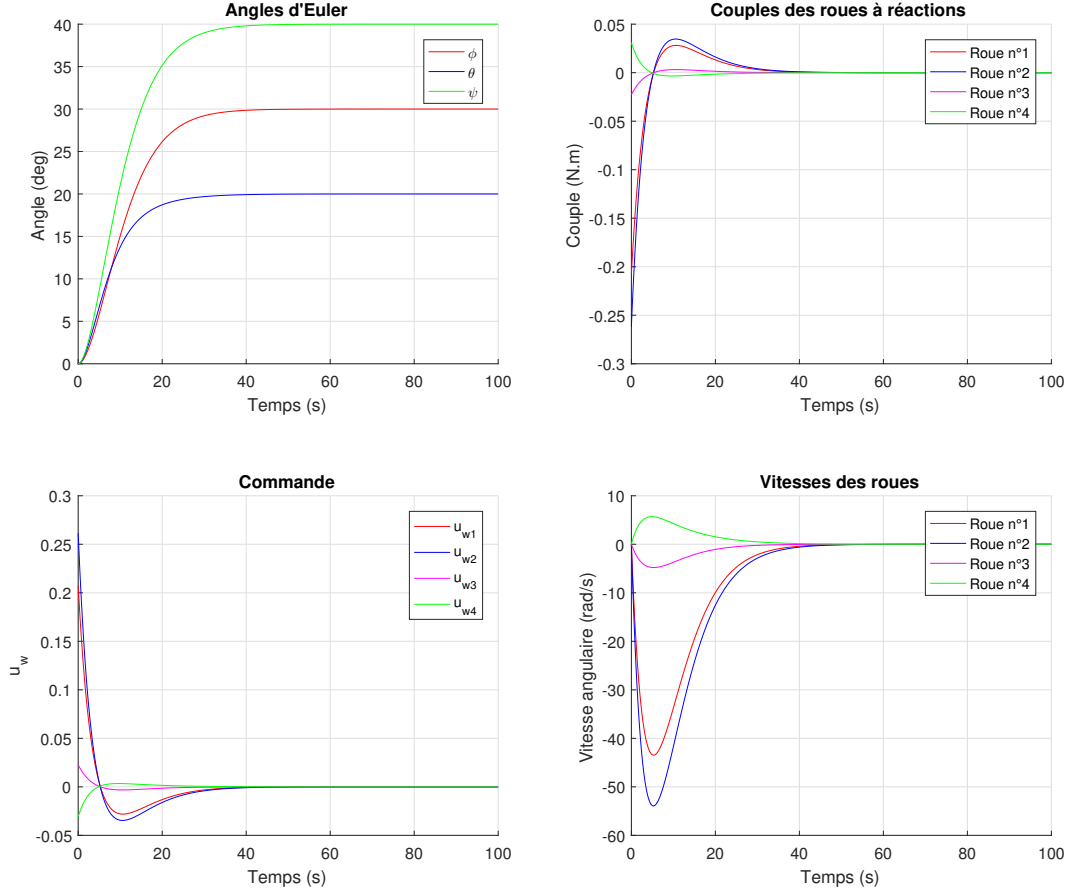 Angles d'Euler
40
35
30
25
20
15
10
5
0
Angle (deg)
0 20 40 60 80 100
Temps (s)
ϕ
θ
ψ
Couples des roues à réactions
0.05
0
-0.05
-0.1
-0.15
-0.2
-0.25
-0.3
Couple (N.m)
0 20 40 60 80 100
Temps (s)
Roue n°1
Roue n°2
Roue n°3
Roue n°4
Commande
0.3
0.25
0.2
0.15
0.1
0.05
0
-0.05
u_w
0 20 40 60 80 100
Temps (s)
u_w1
u_w2
u_w3
u_w4
Vitesses des roues
10
0
-10
-20
-30
-40
-50
-60
Vitesse angulaire (rad/s)
0 20 40 60 80 100
Temps (s)
Roue n°1
Roue n°2
Roue n°3
Roue n°4